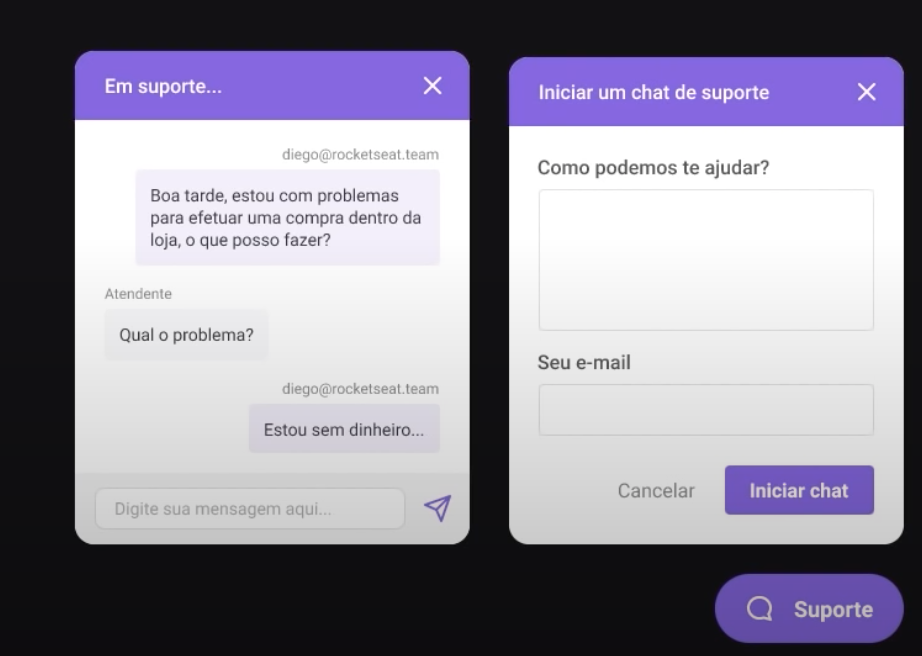 Em suporte...
diego@rocketseat.team
Boa tarde, estou com problemas
para efetuar uma compra dentro da
loja, o que posso fazer?
Atendente
Qual o problema?
diego@rocketseat.team
Estou sem dinheiro...
Digite sua mensagem aqui...
Iniciar um chat de suporte
Como podemos te ajudar?
Seu e-mail
Cancelar
Iniciar chat
Suporte